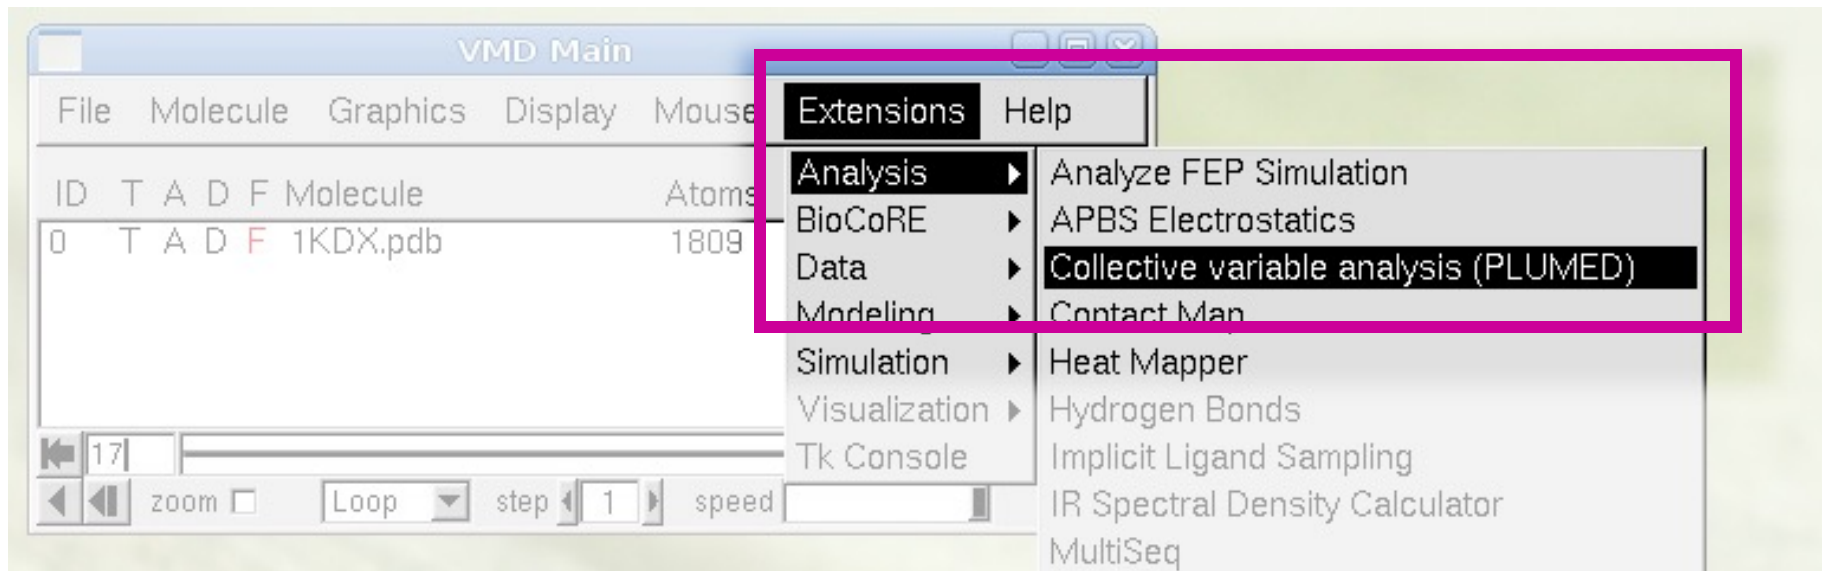 VMD Main
File Molecule Graphics Display Mouse Extensions Help
ID T A D F Molecule Atoms
0 T A D F 1KDX.pdb 1809
Analysis
BioCoRE
Data
Modeling
Simulation
Visualization
Tk Console
Analyze FEP Simulation
APBS Electrostatics
Collective variable analysis (PLUMED)
Contact Map
Heat Mapper
Hydrogen Bonds
Implicit Ligand Sampling
IR Spectral Density Calculator
MultiSeq
17
zoom Loop step 1 speed